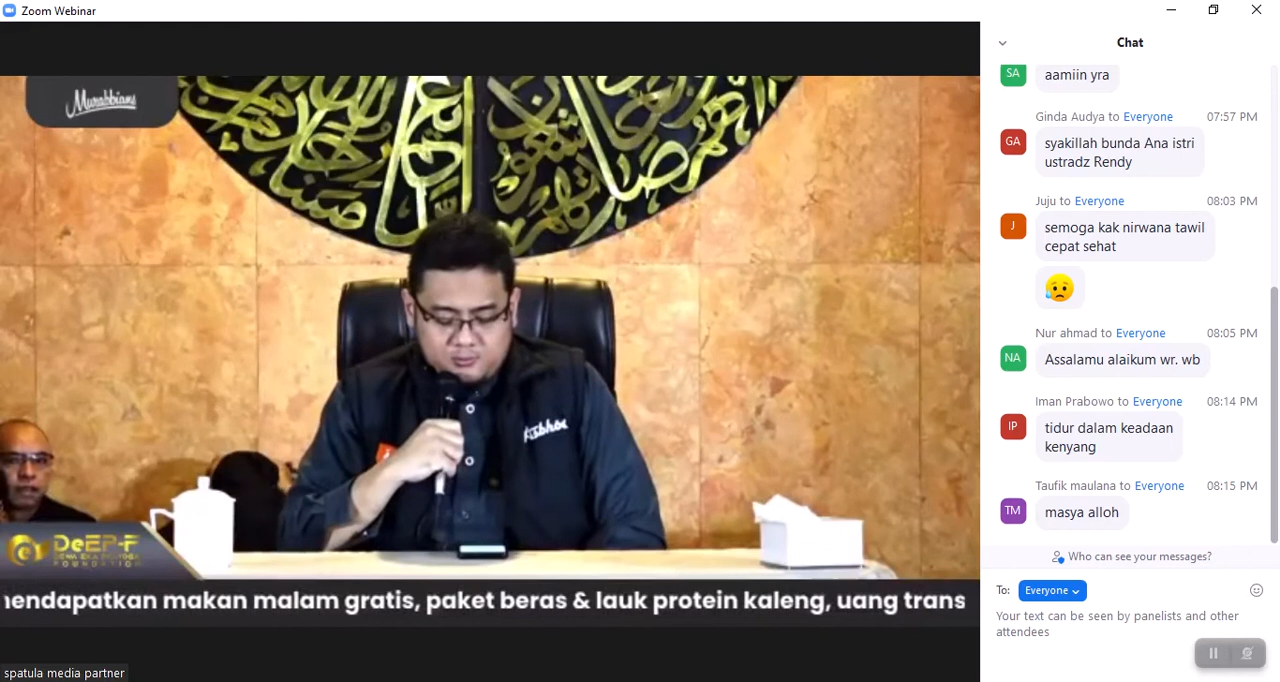 Zoom Webinar
Murabbians
DeEP-F
FOUNDATION
mendapatkan makan malam gratis, paket beras & lauk protein kaleng, uang trans
spatula media partner
Chat
SA
aamiin yra
Ginda Audya to Everyone 07:57 PM
GA
syakillah bunda Ana istri
ustradz Rendy
Juju to Everyone 08:03 PM
J
semoga kak nirwana tawil
cepat sehat
Nur ahmad to Everyone 08:05 PM
NA
Assalamu alaikum wr. wb
Iman Prabowo to Everyone 08:14 PM
IP
tidur dalam keadaan
kenyang
Taufik maulana to Everyone 08:15 PM
TM
masya alloh
Who can see your messages?
To: Everyone
Your text can be seen by panelists and other
attendees